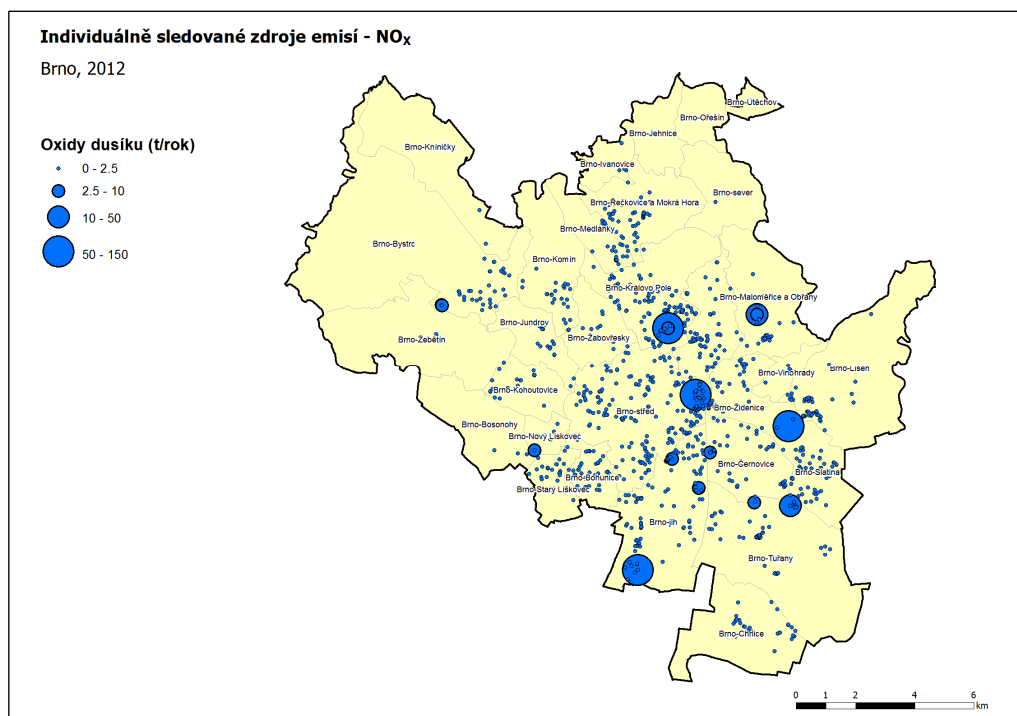 Individuálně sledované zdroje emisí - NOX
Brno, 2012
Oxidy dusíku (t/rok)
0 - 2.5
2.5 - 10
10 - 50
50 - 150
Brno-Útěchov
Brno-Ořešín
Brno-Jehnice
Brno-Kníničky
Brno-Ivanovice
Brno-sever
Brno-Řečkovice a Mokrá Hora
Brno-Medlánky
Brno-Bystrc
Brno-Komín
Brno-Královo Pole
Brno-Maloměřice a Obřany
Brno-Jundrov
Brno-Žabovřesky
Brno-Žebětín
Brno-Vinohrady
Brno-Líšeň
Brno-Kohoutovice
Brno-střed
Brno-Židenice
Brno-Bosonohy
Brno-Nový Lískovec
Brno-Černovice
Brno-Slatina
Brno-Bohunice
Brno-Starý Lískovec
Brno-jih
Brno-Tuřany
Brno-Chrlice
0 1 2 4 6
km